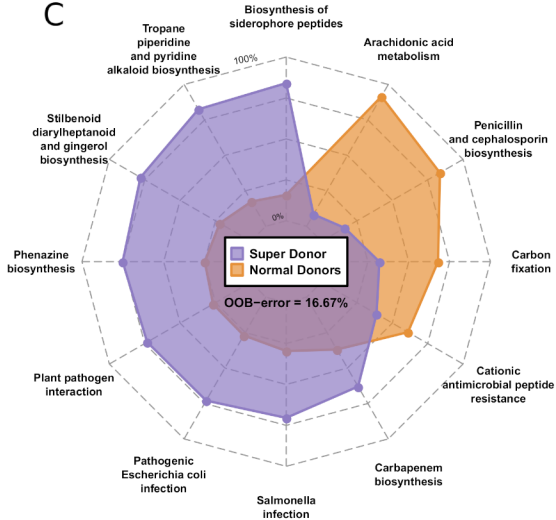 C
Biosynthesis of
siderophore peptides
Tropane
piperidine
and pyridine
alkaloid biosynthesis
100%
Arachidonic acid
metabolism
Stilbenoid
diarylheptanoid
and gingerol
biosynthesis
Penicillin
and cephalosporin
biosynthesis
0%
Phenazine
biosynthesis
Super Donor
Normal Donors
OOB−error = 16.67%
Carbon
fixation
Plant pathogen
interaction
Cationic
antimicrobial peptide
resistance
Pathogenic
Escherichia coli
infection
Carbapenem
biosynthesis
Salmonella
infection